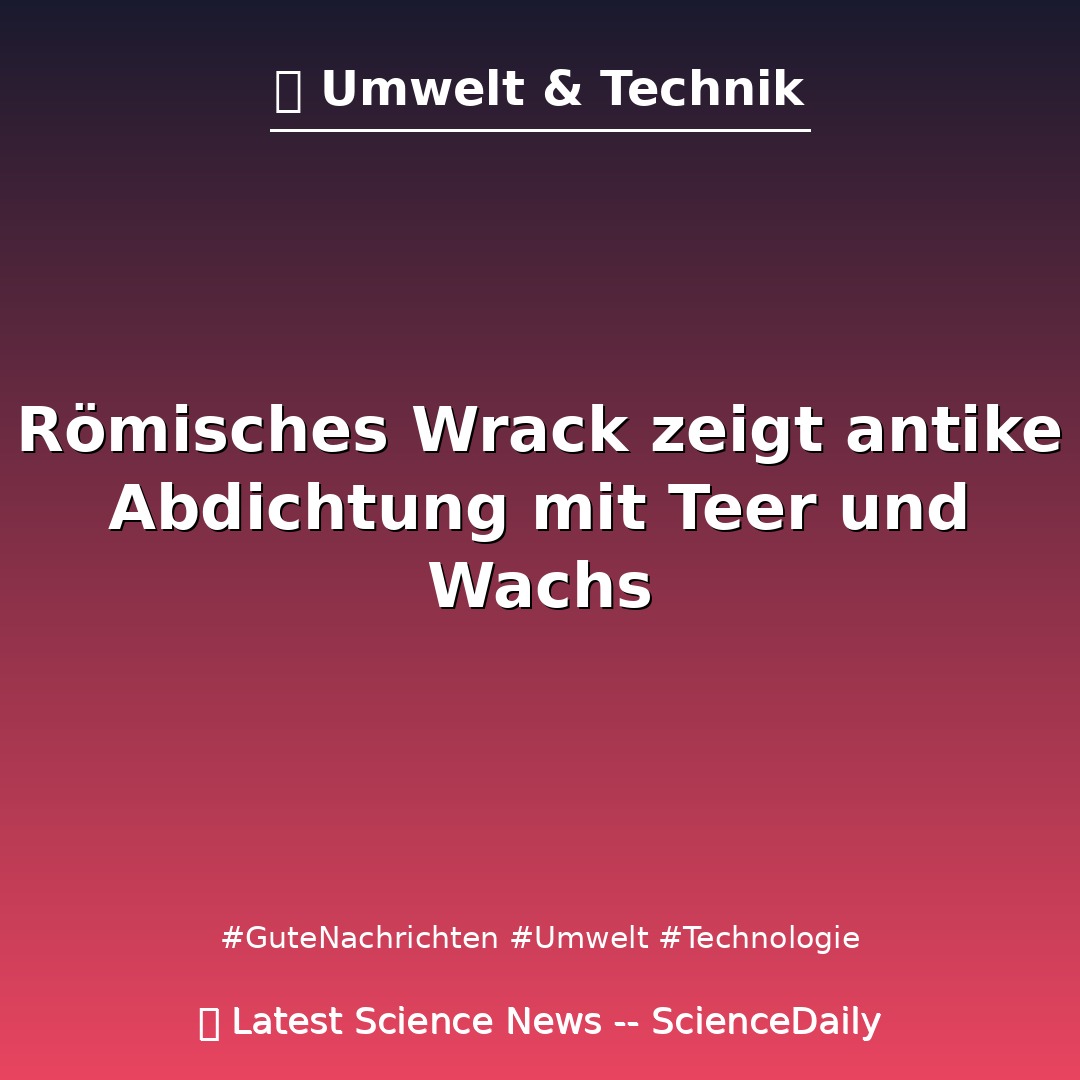 ▯ Umwelt & Technik
Römisches Wrack zeigt antike
Abdichtung mit Teer und
Wachs
#GuteNachrichten #Umwelt #Technologie
▯ Latest Science News -- ScienceDaily